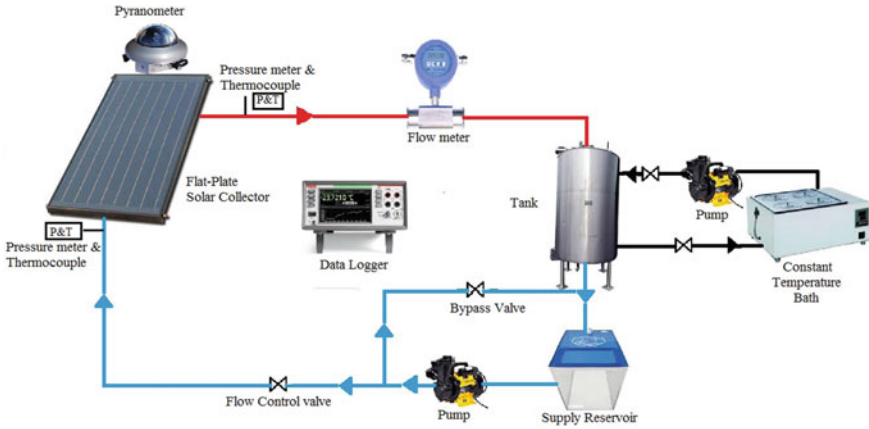 Pyranometer
Pressure meter &
Thermocouple
P&T
Flow meter
Flat-Plate
Solar Collector
P&T
Pressure meter &
Thermocouple
Data Logger
Tank
Pump
Constant
Temperature
Bath
Bypass Valve
Flow Control valve
Pump
Supply Reservoir